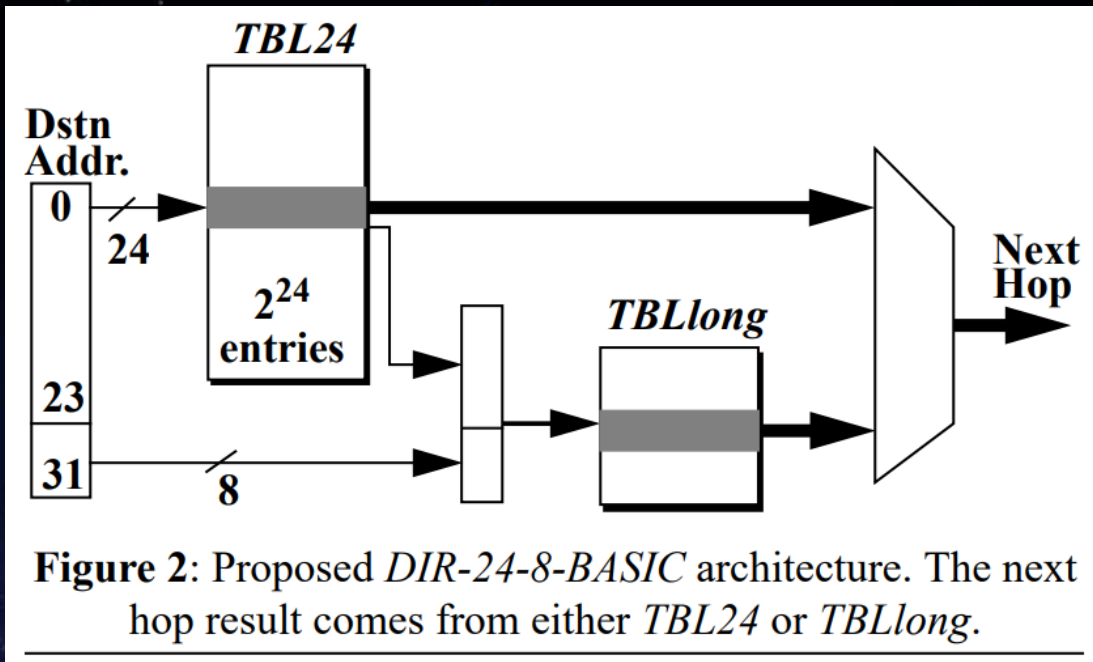 TBL24
Dstn
Addr.
0
24
2^24
entries
23
31
8
TBLlong
Next
Hop
Figure 2: Proposed DIR-24-8-BASIC architecture. The next
hop result comes from either TBL24 or TBLlong.